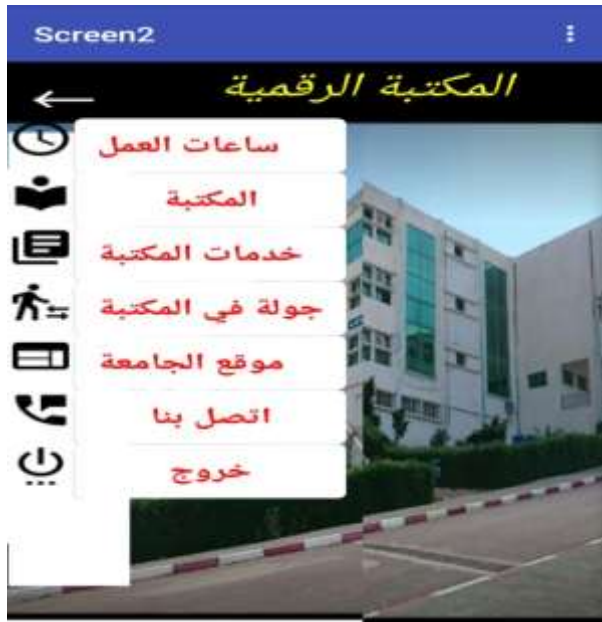 Screen2
المكتبة الرقمية
ساعات العمل
المكتبة
خدمات المكتبة
جولة في المكتبة
موقع الجامعة
اتصل بنا
خروج